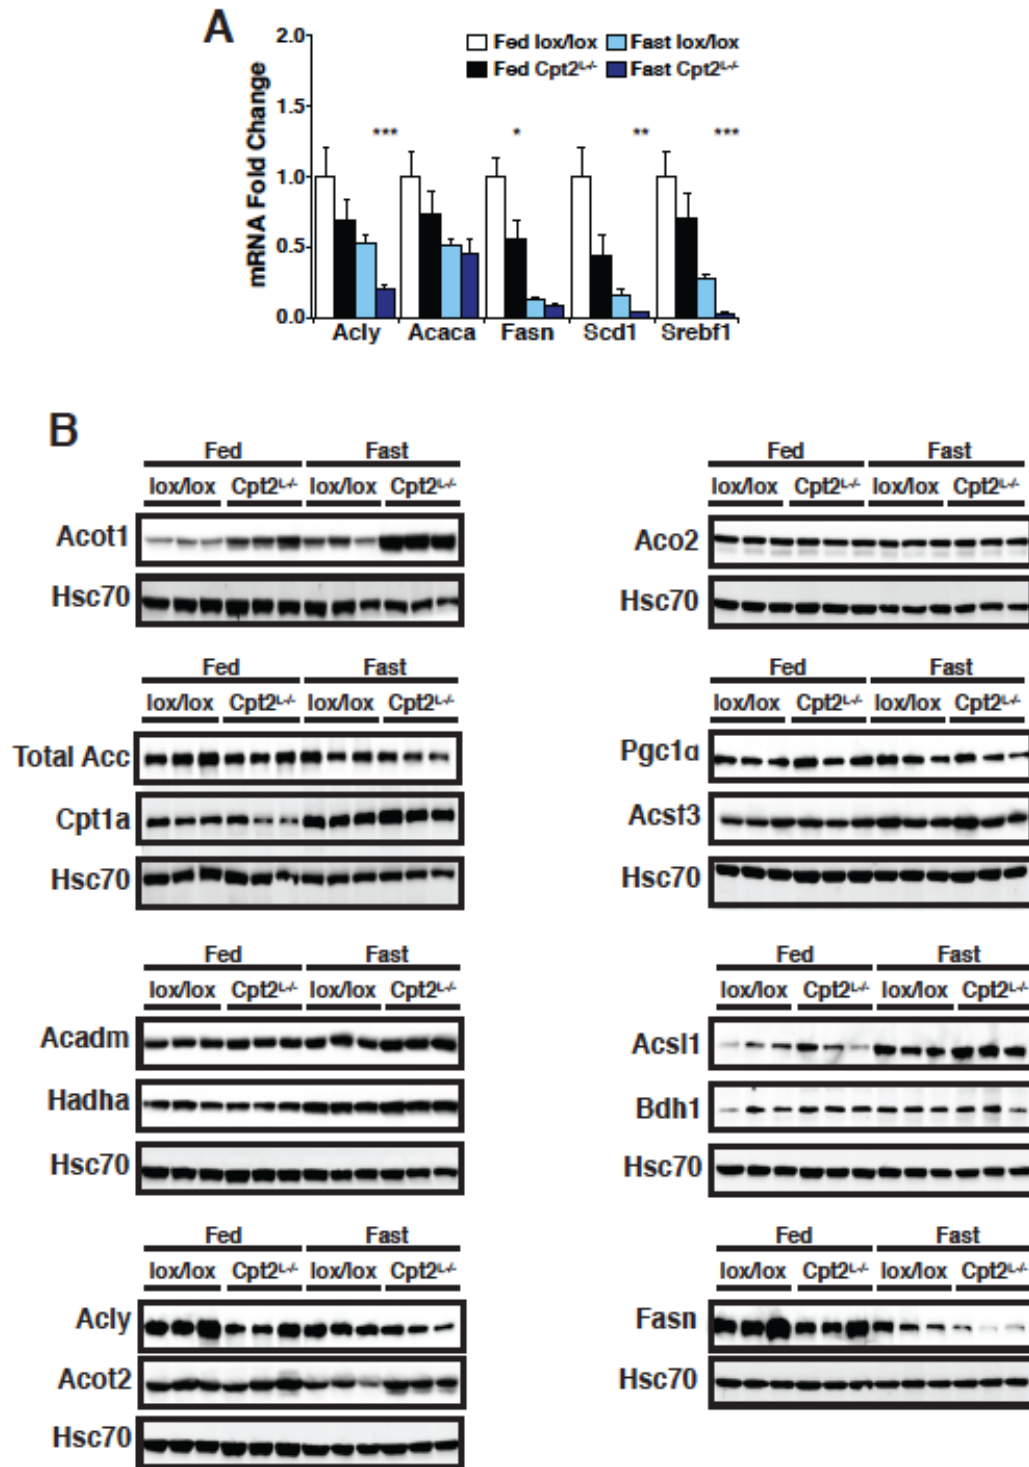 A
2.0
Fed lox/lox Fast lox/lox
Fed Cpt2L-/- Fast Cpt2L-/-
1.5
*** * ** ***
1.0
0.5
0.0
mRNA Fold Change
Acly Acaca Fasn Scd1 Srebf1
B
Fed Fast
lox/lox Cpt2L-/- lox/lox Cpt2L-/-
Acot1
Hsc70
Fed Fast
lox/lox Cpt2L-/- lox/lox Cpt2L-/-
Aco2
Hsc70
Fed Fast
lox/lox Cpt2L-/- lox/lox Cpt2L-/-
Total Acc
Cpt1a
Hsc70
Fed Fast
lox/lox Cpt2L-/- lox/lox Cpt2L-/-
Pgc1α
Acsf3
Hsc70
Fed Fast
lox/lox Cpt2L-/- lox/lox Cpt2L-/-
Acadm
Hadha
Hsc70
Fed Fast
lox/lox Cpt2L-/- lox/lox Cpt2L-/-
Acsl1
Bdh1
Hsc70
Fed Fast
lox/lox Cpt2L-/- lox/lox Cpt2L-/-
Acly
Acot2
Hsc70
Fed Fast
lox/lox Cpt2L-/- lox/lox Cpt2L-/-
Fasn
Hsc70